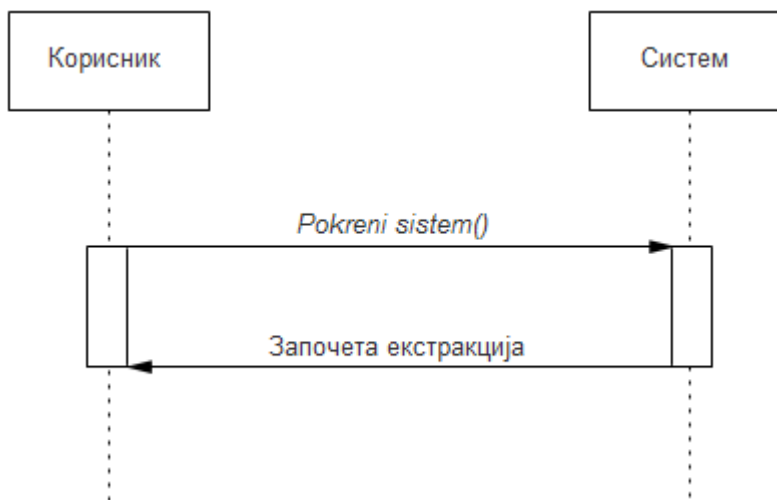 Корисник
Систем
Pokreni sistem()
Започета екстракција